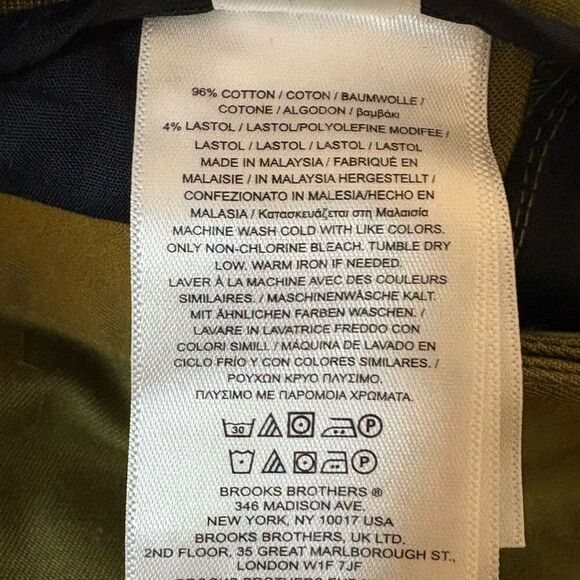 96% COTTON / COTON / BAUMWOLLE /
COTONE / ALGODON / βαμβάκι
4% LASTOL / LASTOL/POLYOLEFINE MODIFEE /
LASTOL / LASTOL / LASTOL / LASTOL
MADE IN MALAYSIA / FABRIQUÉ EN
MALAISIE / IN MALAYSIA HERGESTELLT /
CONFEZIONATO IN MALESIA/HECHO EN
MALASIA / Κατασκευάζεται στη Μαλαισία
MACHINE WASH COLD WITH LIKE COLORS.
ONLY NON-CHLORINE BLEACH. TUMBLE DRY
LOW. WARM IRON IF NEEDED.
LAVER À LA MACHINE AVEC DES COULEURS
SIMILAIRES. / MASCHINENWÄSCHE KALT.
MIT ÄHNLICHEN FARBEN WASCHEN. /
LAVARE IN LAVATRICE FREDDO CON
COLORI SIMILL / MÁQUINA DE LAVADO EN
CICLO FRÍO Y CON COLORES SIMILARES. /
ΡΟΥΧΩΝ ΚΡΥΟ ΠΛΥΣΙΜΟ.
ΠΛΥΣΙΜΟ ΜΕ ΠΑΡΟΜΟΙΑ ΧΡΩΜΑΤΑ.
30 P
P
BROOKS BROTHERS ®
346 MADISON AVE.
NEW YORK, NY 10017 USA
BROOKS BROTHERS, UK LTD.
2ND FLOOR, 35 GREAT MARLBOROUGH ST.,
LONDON W1F 7JF
BROOKS BROTHERS